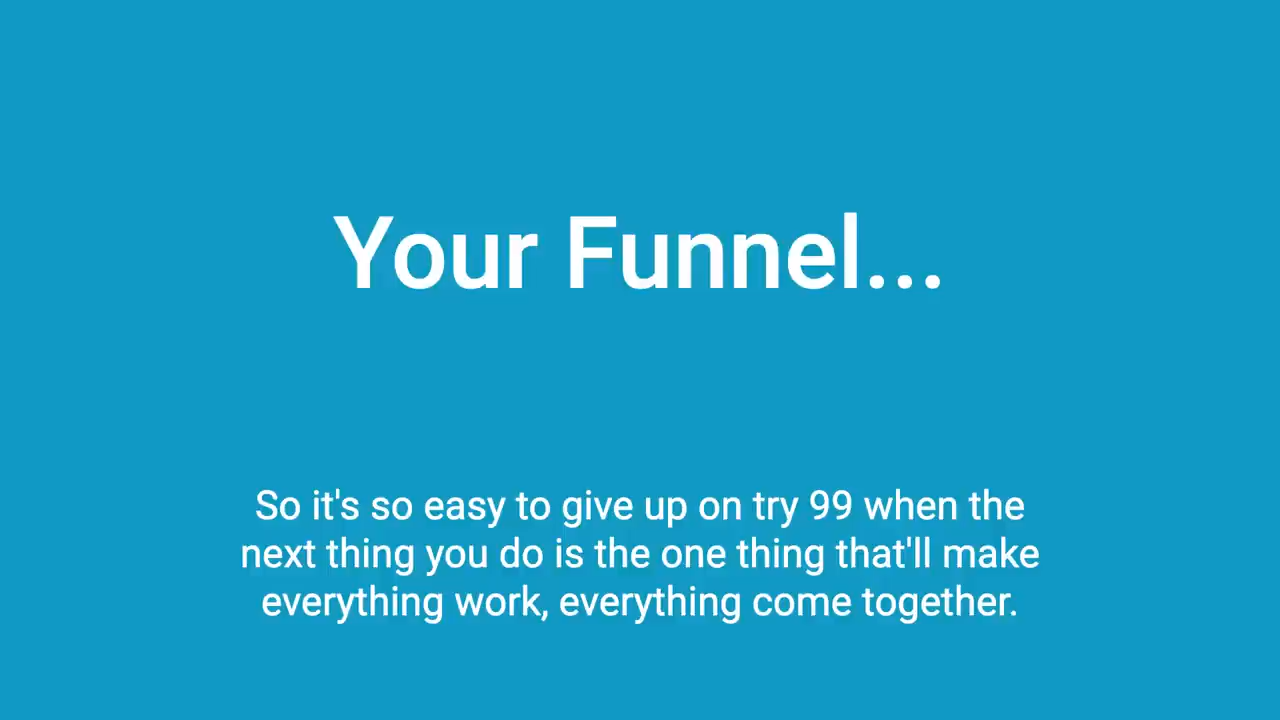 Your Funnel...
So it's so easy to give up on try 99 when the
next thing you do is the one thing that'll make
everything work, everything come together.